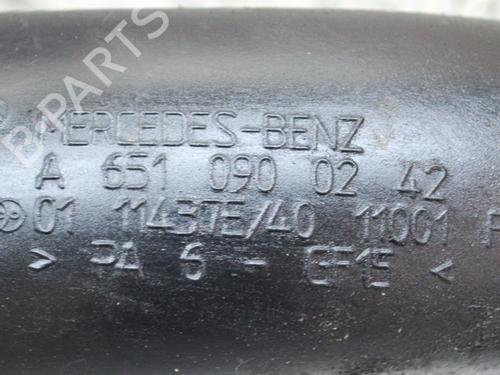 MERCEDES-BENZ
A 651 090 02 42
01 11437E/40 11001
> PA 6 - GF15 <
B-PARTS